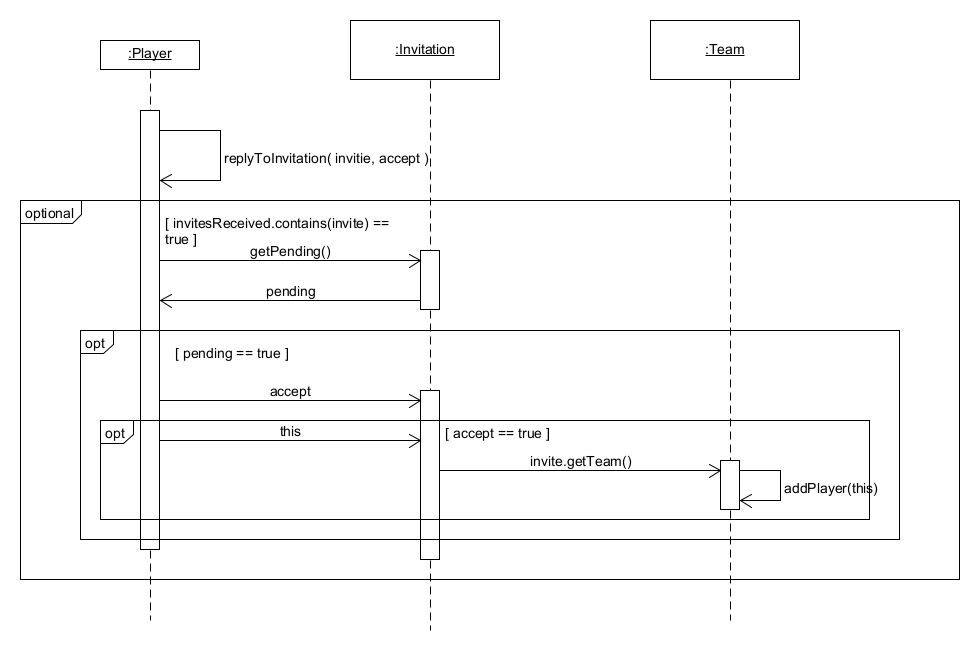 :Player
:Invitation
:Team
replyToInvitation( invitie, accept )
optional
[ invitesReceived.contains(invite) ==
true ]
getPending()
pending
opt
[ pending == true ]
accept
opt
this
[ accept == true ]
invite.getTeam()
addPlayer(this)